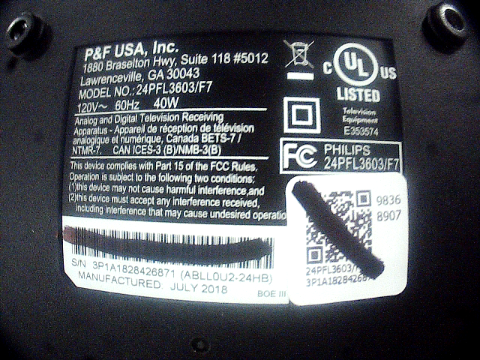 P&F USA, Inc.
1880 Braselton Hwy, Suite 118 #5012
Lawrenceville, GA 30043
MODEL NO.: 24PFL3603/F7
120V~ 60Hz 40W
Analog and Digital Television Receiving
Apparatus - Appareil de réception de télévision
analogique et numérique, Canada BETS-7 /
NTMR-7. CAN ICES-3 (B)/NMB-3(B)
This device complies with Part 15 of the FCC Rules.
Operation is subject to the following two conditions:
(1)this device may not cause harmful interference,and
(2)this device must accept any interference received,
including interference that may cause undesired operation
S/N 3P1A1828426871 (ABLL0U2-24HB)
MANUFACTURED: JULY 2018
BOE III
C UL US
LISTED
Television
Equipment
E353574
FC PHILIPS
24PFL3603/F7
9836
8907
24PFL3603/
3P1A18284268